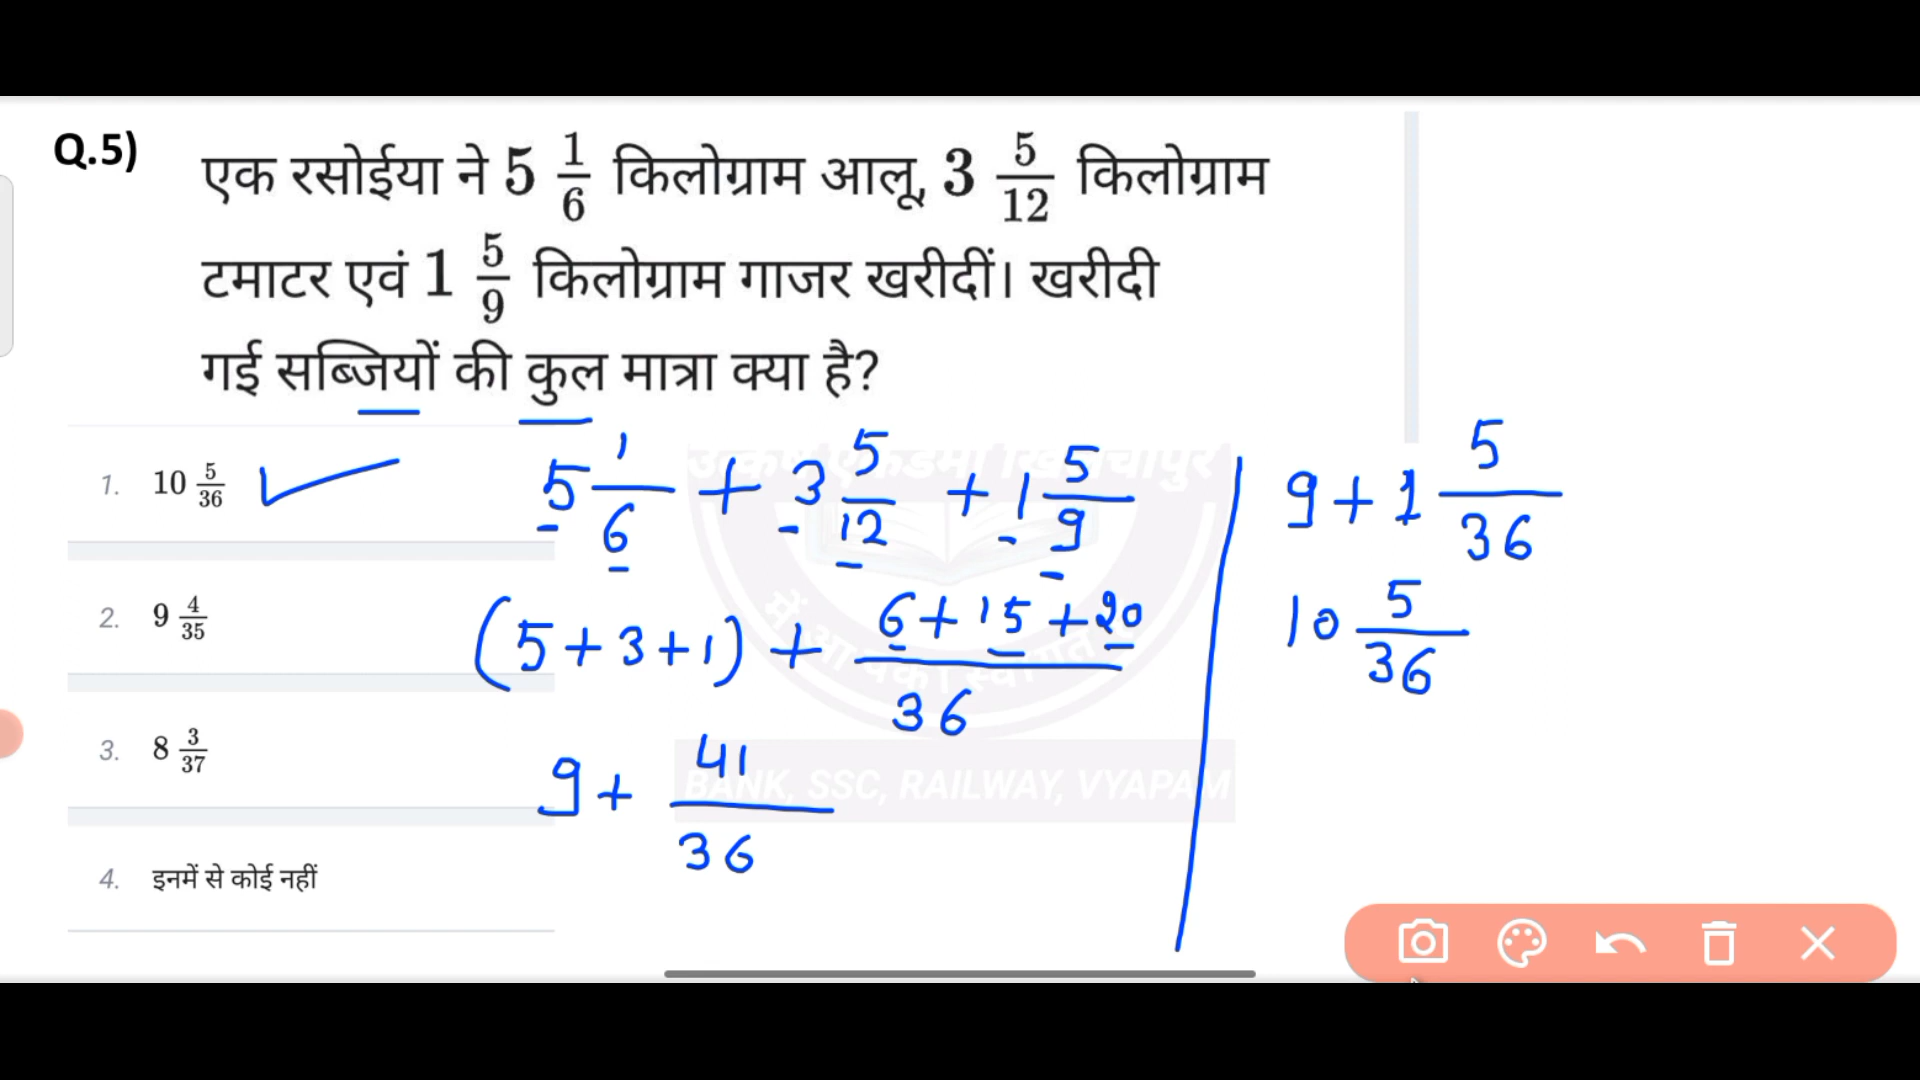 Q.5) एक रसोईया ने 5 1/6 किलोग्राम आलू, 3 5/12 किलोग्राम
टमाटर एवं 1 5/9 किलोग्राम गाजर खरीदीं। खरीदी
गई सब्जियों की कुल मात्रा क्या है?
1. 10 5/36
2. 9 4/35
3. 8 3/37
4. इनमें से कोई नहीं
5 1/6 + 3 5/12 + 1 5/9
(5+3+1) + (6+15+20)/36
9 + 41/36
9 + 1 5/36
10 5/36
BANK, SSC, RAILWAY, VYAPAM